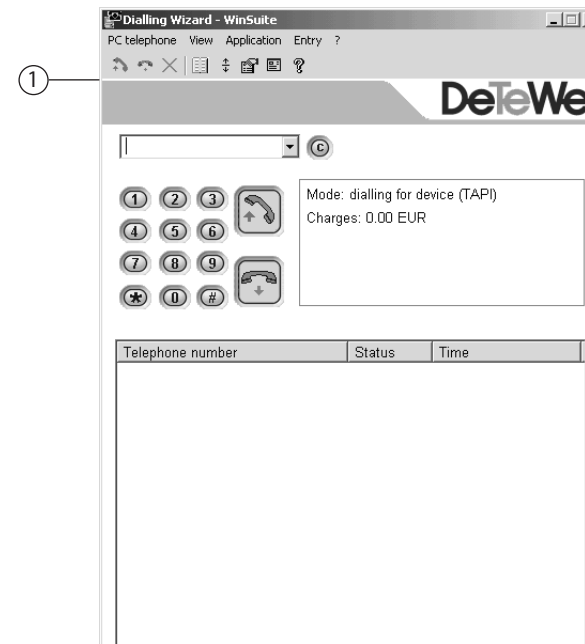 Dialling Wizard - WinSuite
PC telephone View Application Entry ?
1
DeTeWe
C
1 2 3
4 5 6
7 8 9
* 0 #
Mode: dialling for device (TAPI)
Charges: 0.00 EUR
Telephone number Status Time